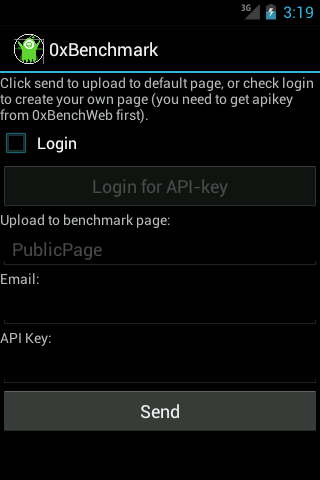 3G 3:19
0xBenchmark
Click send to upload to default page, or check login
to create your own page (you need to get apikey
from 0xBenchWeb first).
Login
Login for API-key
Upload to benchmark page:
PublicPage
Email:
API Key:
Send